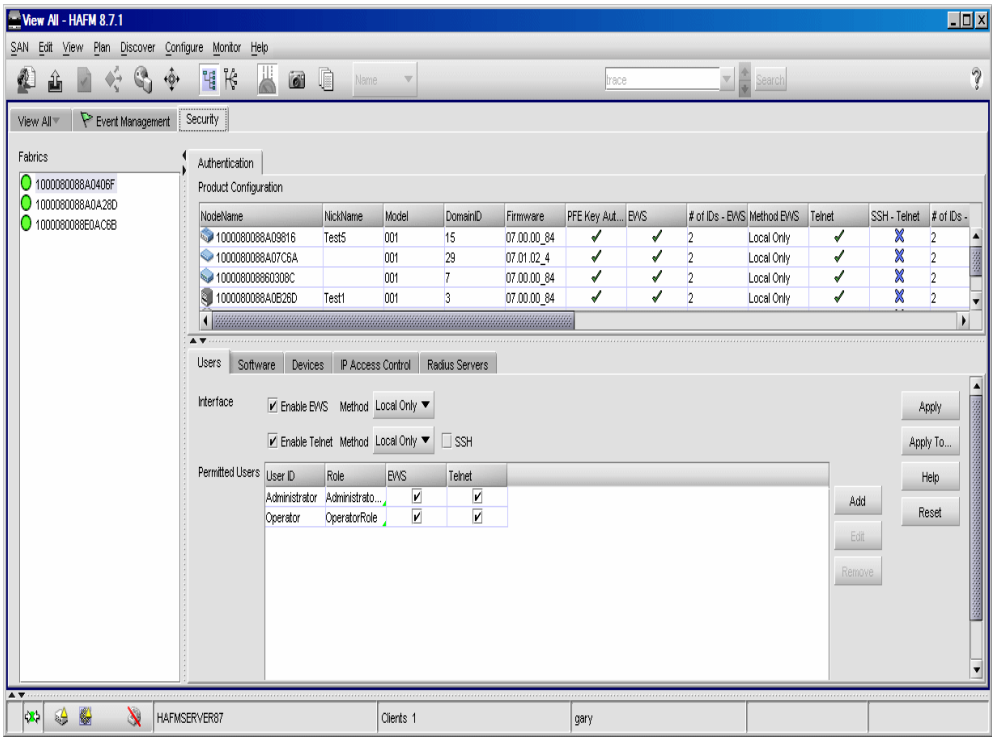 View All - HAFM 8.7.1
SAN Edit View Plan Discover Configure Monitor Help
Name trace Search ?
View All Event Management Security
Fabrics
1000080088A0406F
1000080088A0A28D
1000080088E0AC6B
Authentication
Product Configuration
NodeName NickName Model DomainID Firmware PFE Key Aut... EWS # of IDs - EWS Method EWS Telnet SSH - Telnet # of IDs -
1000080088A09816 Test5 001 15 07.00.00_84 2 Local Only 2
1000080088A07C6A 001 29 07.01.02_4 2 Local Only 2
100008008860308C 001 7 07.00.00_84 2 Local Only 2
1000080088A0B26D Test1 001 3 07.00.00_84 2 Local Only 2
Users Software Devices IP Access Control Radius Servers
Interface Enable EWS Method Local Only Apply
Enable Telnet Method Local Only SSH Apply To...
Permitted Users User ID Role EWS Telnet Help
Administrator Administrato... Add
Operator OperatorRole Reset
Edit
Remove
HAFMSERVER87 Clients 1 gary